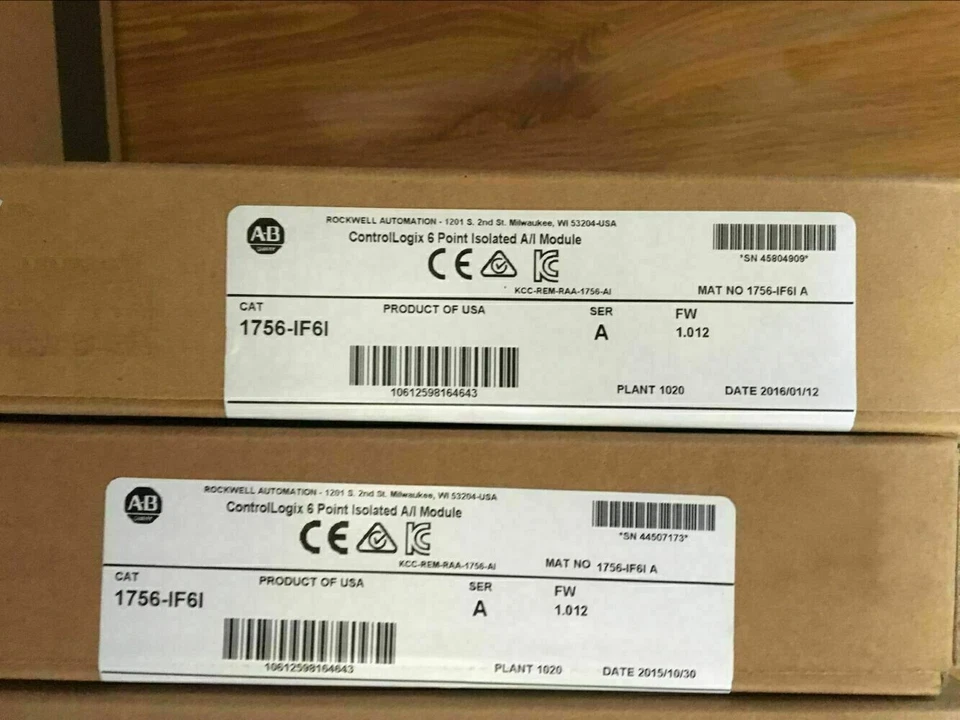 A-B
QUALITY
ROCKWELL AUTOMATION - 1201 S. 2nd St. Milwaukee, WI 53204-USA
ControlLogix 6 Point Isolated A/I Module
CE
KCC-REM-RAA-1756-AI
*SN 45804909*
MAT NO 1756-IF6I A
CAT
1756-IF6I
PRODUCT OF USA
10612598164643
SER
A
FW
1.012
PLANT 1020
DATE 2016/01/12
A-B
QUALITY
ROCKWELL AUTOMATION - 1201 S. 2nd St. Milwaukee, WI 53204-USA
ControlLogix 6 Point Isolated A/I Module
CE
KCC-REM-RAA-1756-AI
*SN 44507173*
MAT NO 1756-IF6I A
CAT
1756-IF6I
PRODUCT OF USA
10612598164643
SER
A
FW
1.012
PLANT 1020
DATE 2015/10/30